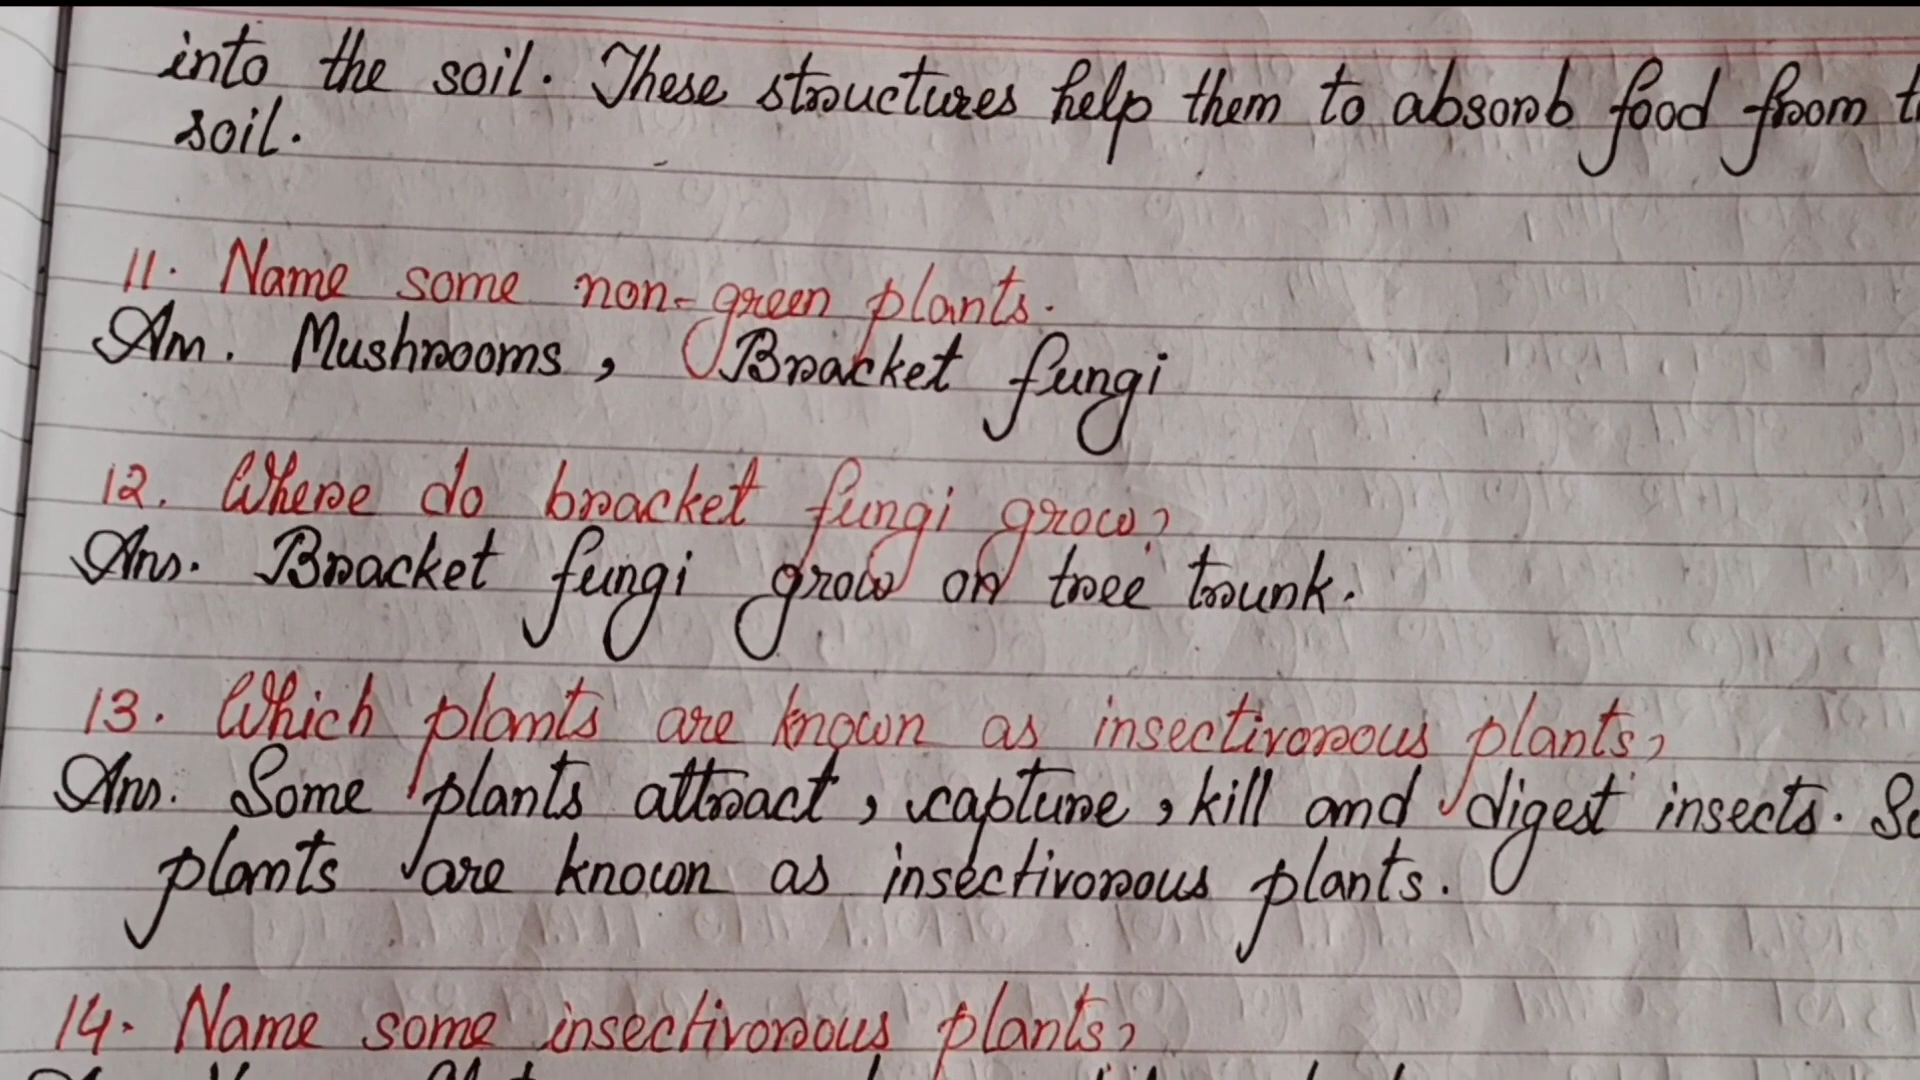 into the soil. These structures help them to absorb food from
soil.
11. Name some non-green plants.
Ans. Mushrooms, Bracket fungi
12. Where do bracket fungi grow?
Ans. Bracket fungi grow on tree trunk.
13. Which plants are known as insectivorous plants?
Ans. Some plants attract, capture, kill and digest insects.
plants are known as insectivorous plants.
14. Name some insectivorous plants?